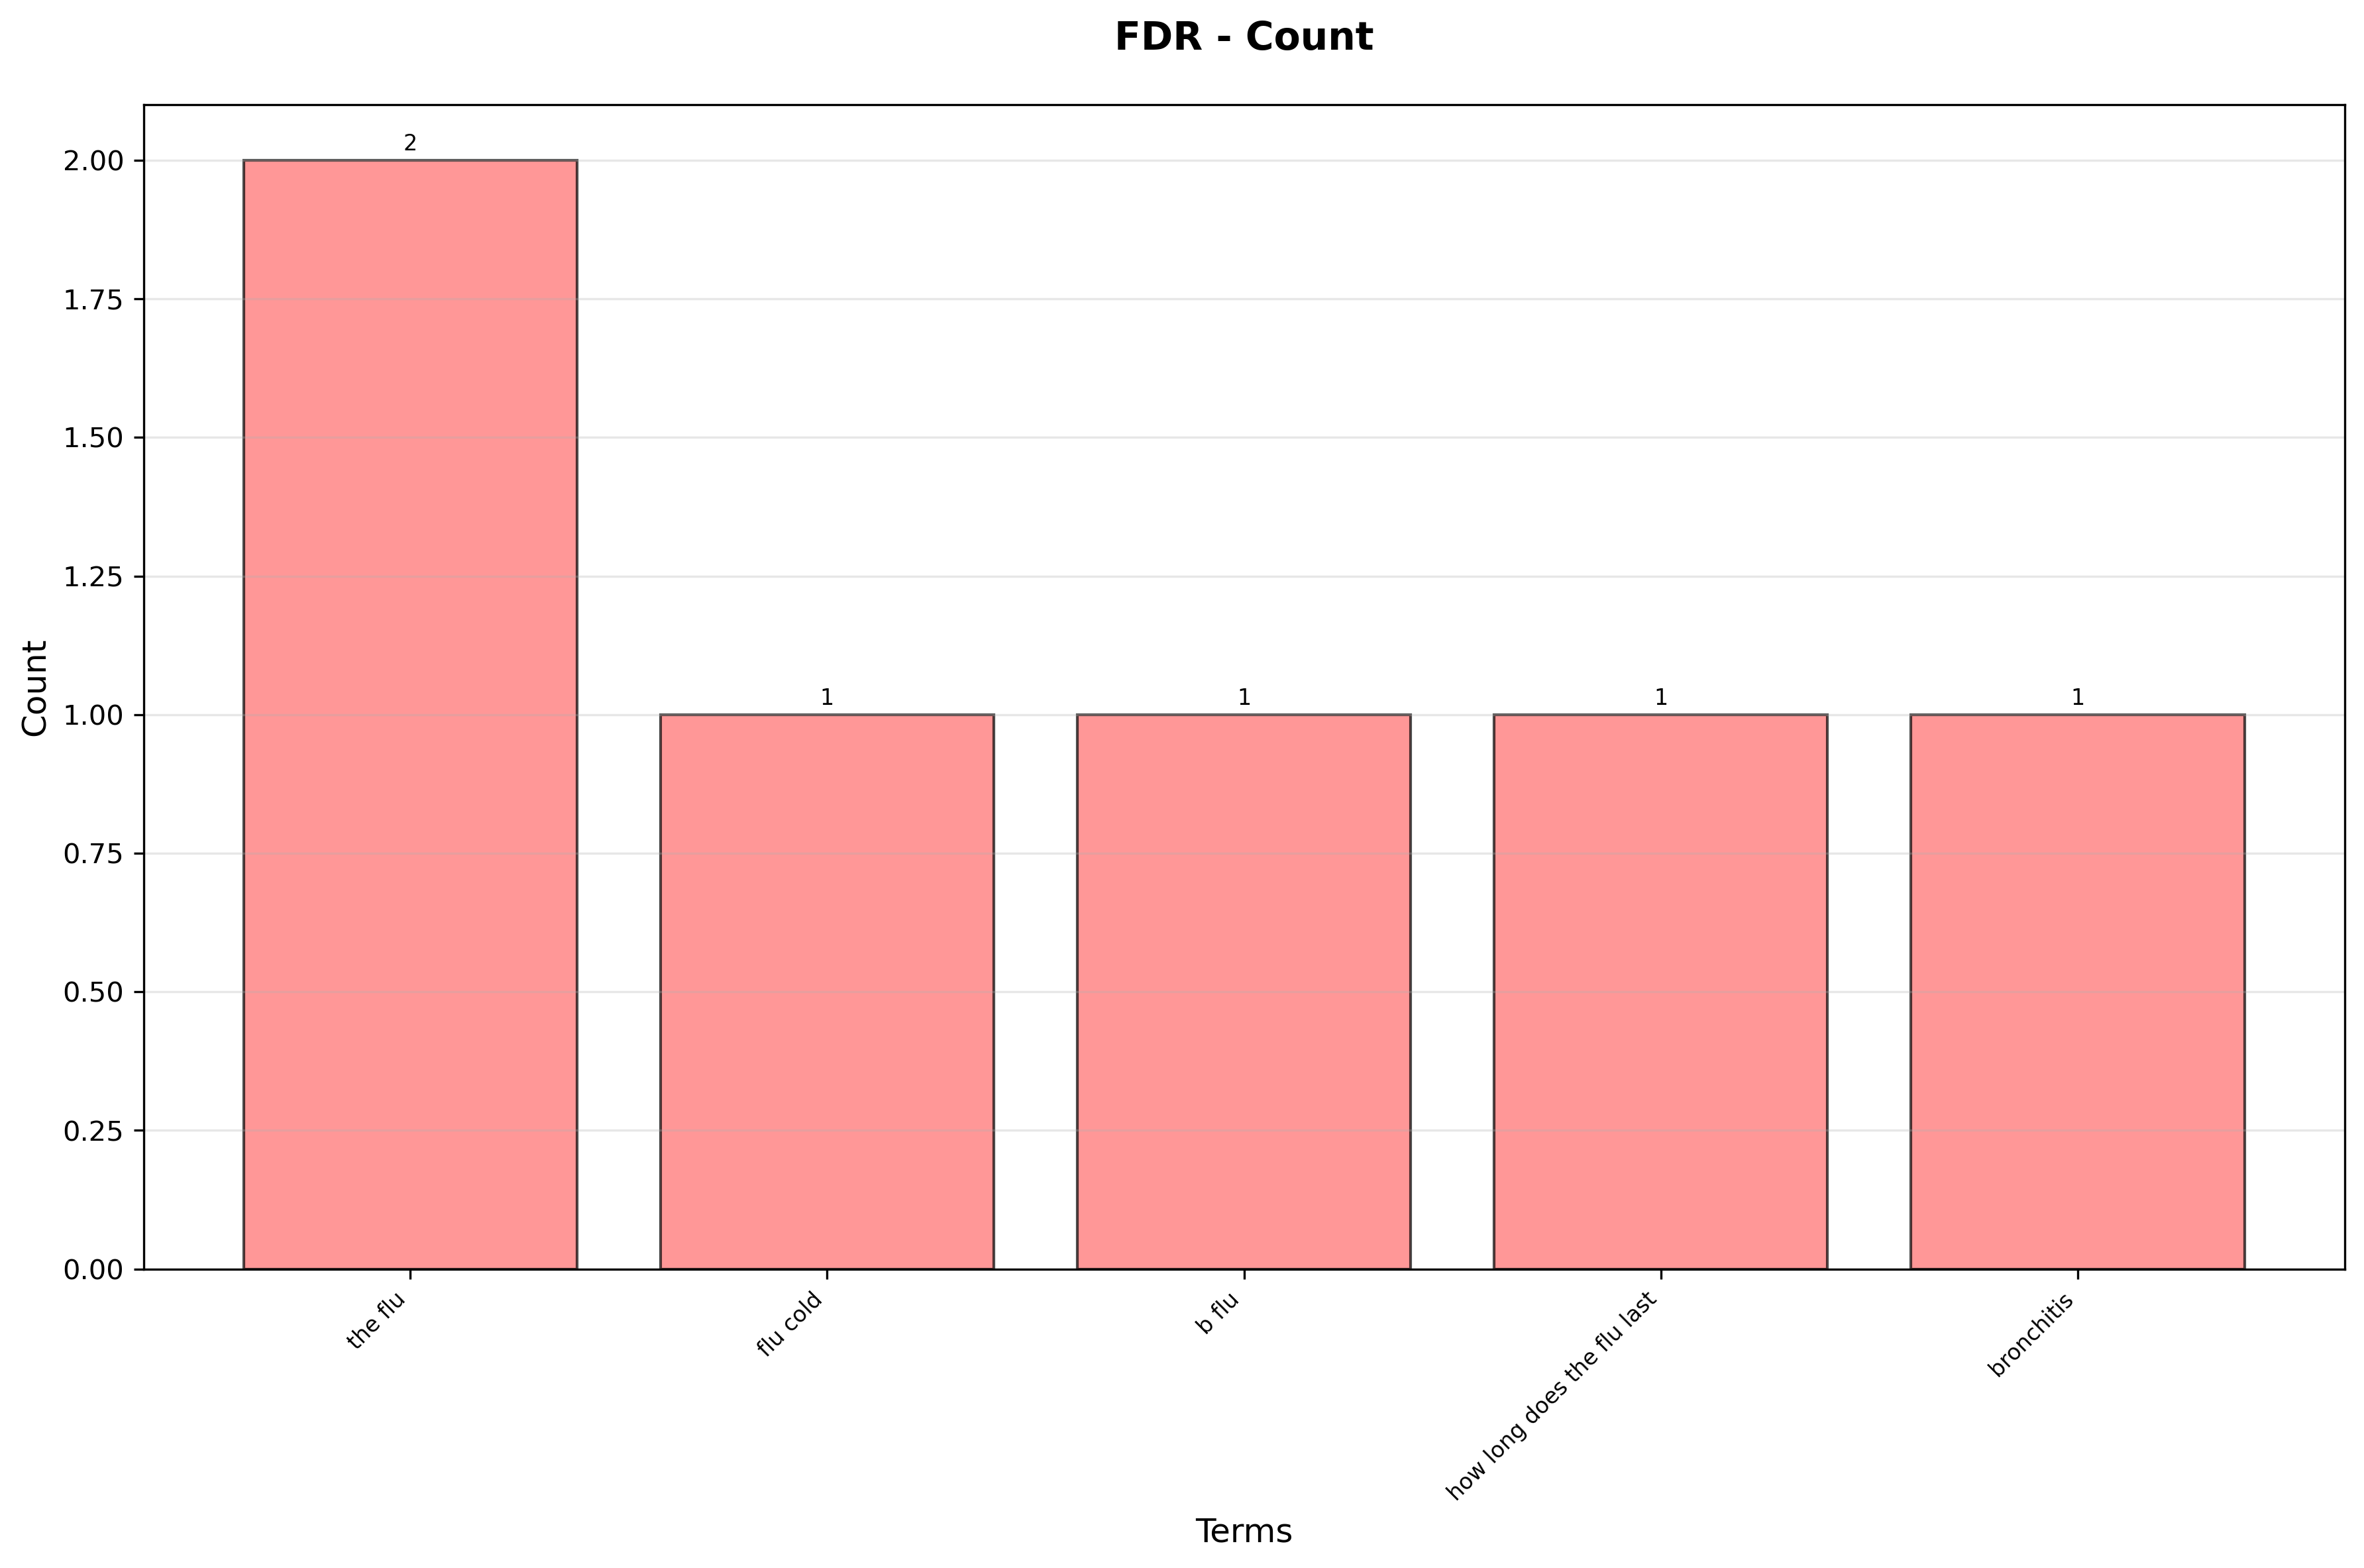 FDR - Count
2
2.00
1.75
1.50
1.25
1
1
1
1
1.00
Count
0.75
0.50
0.25
0.00
the flu
flu cold
b flu
how long does the flu last
bronchitis
Terms